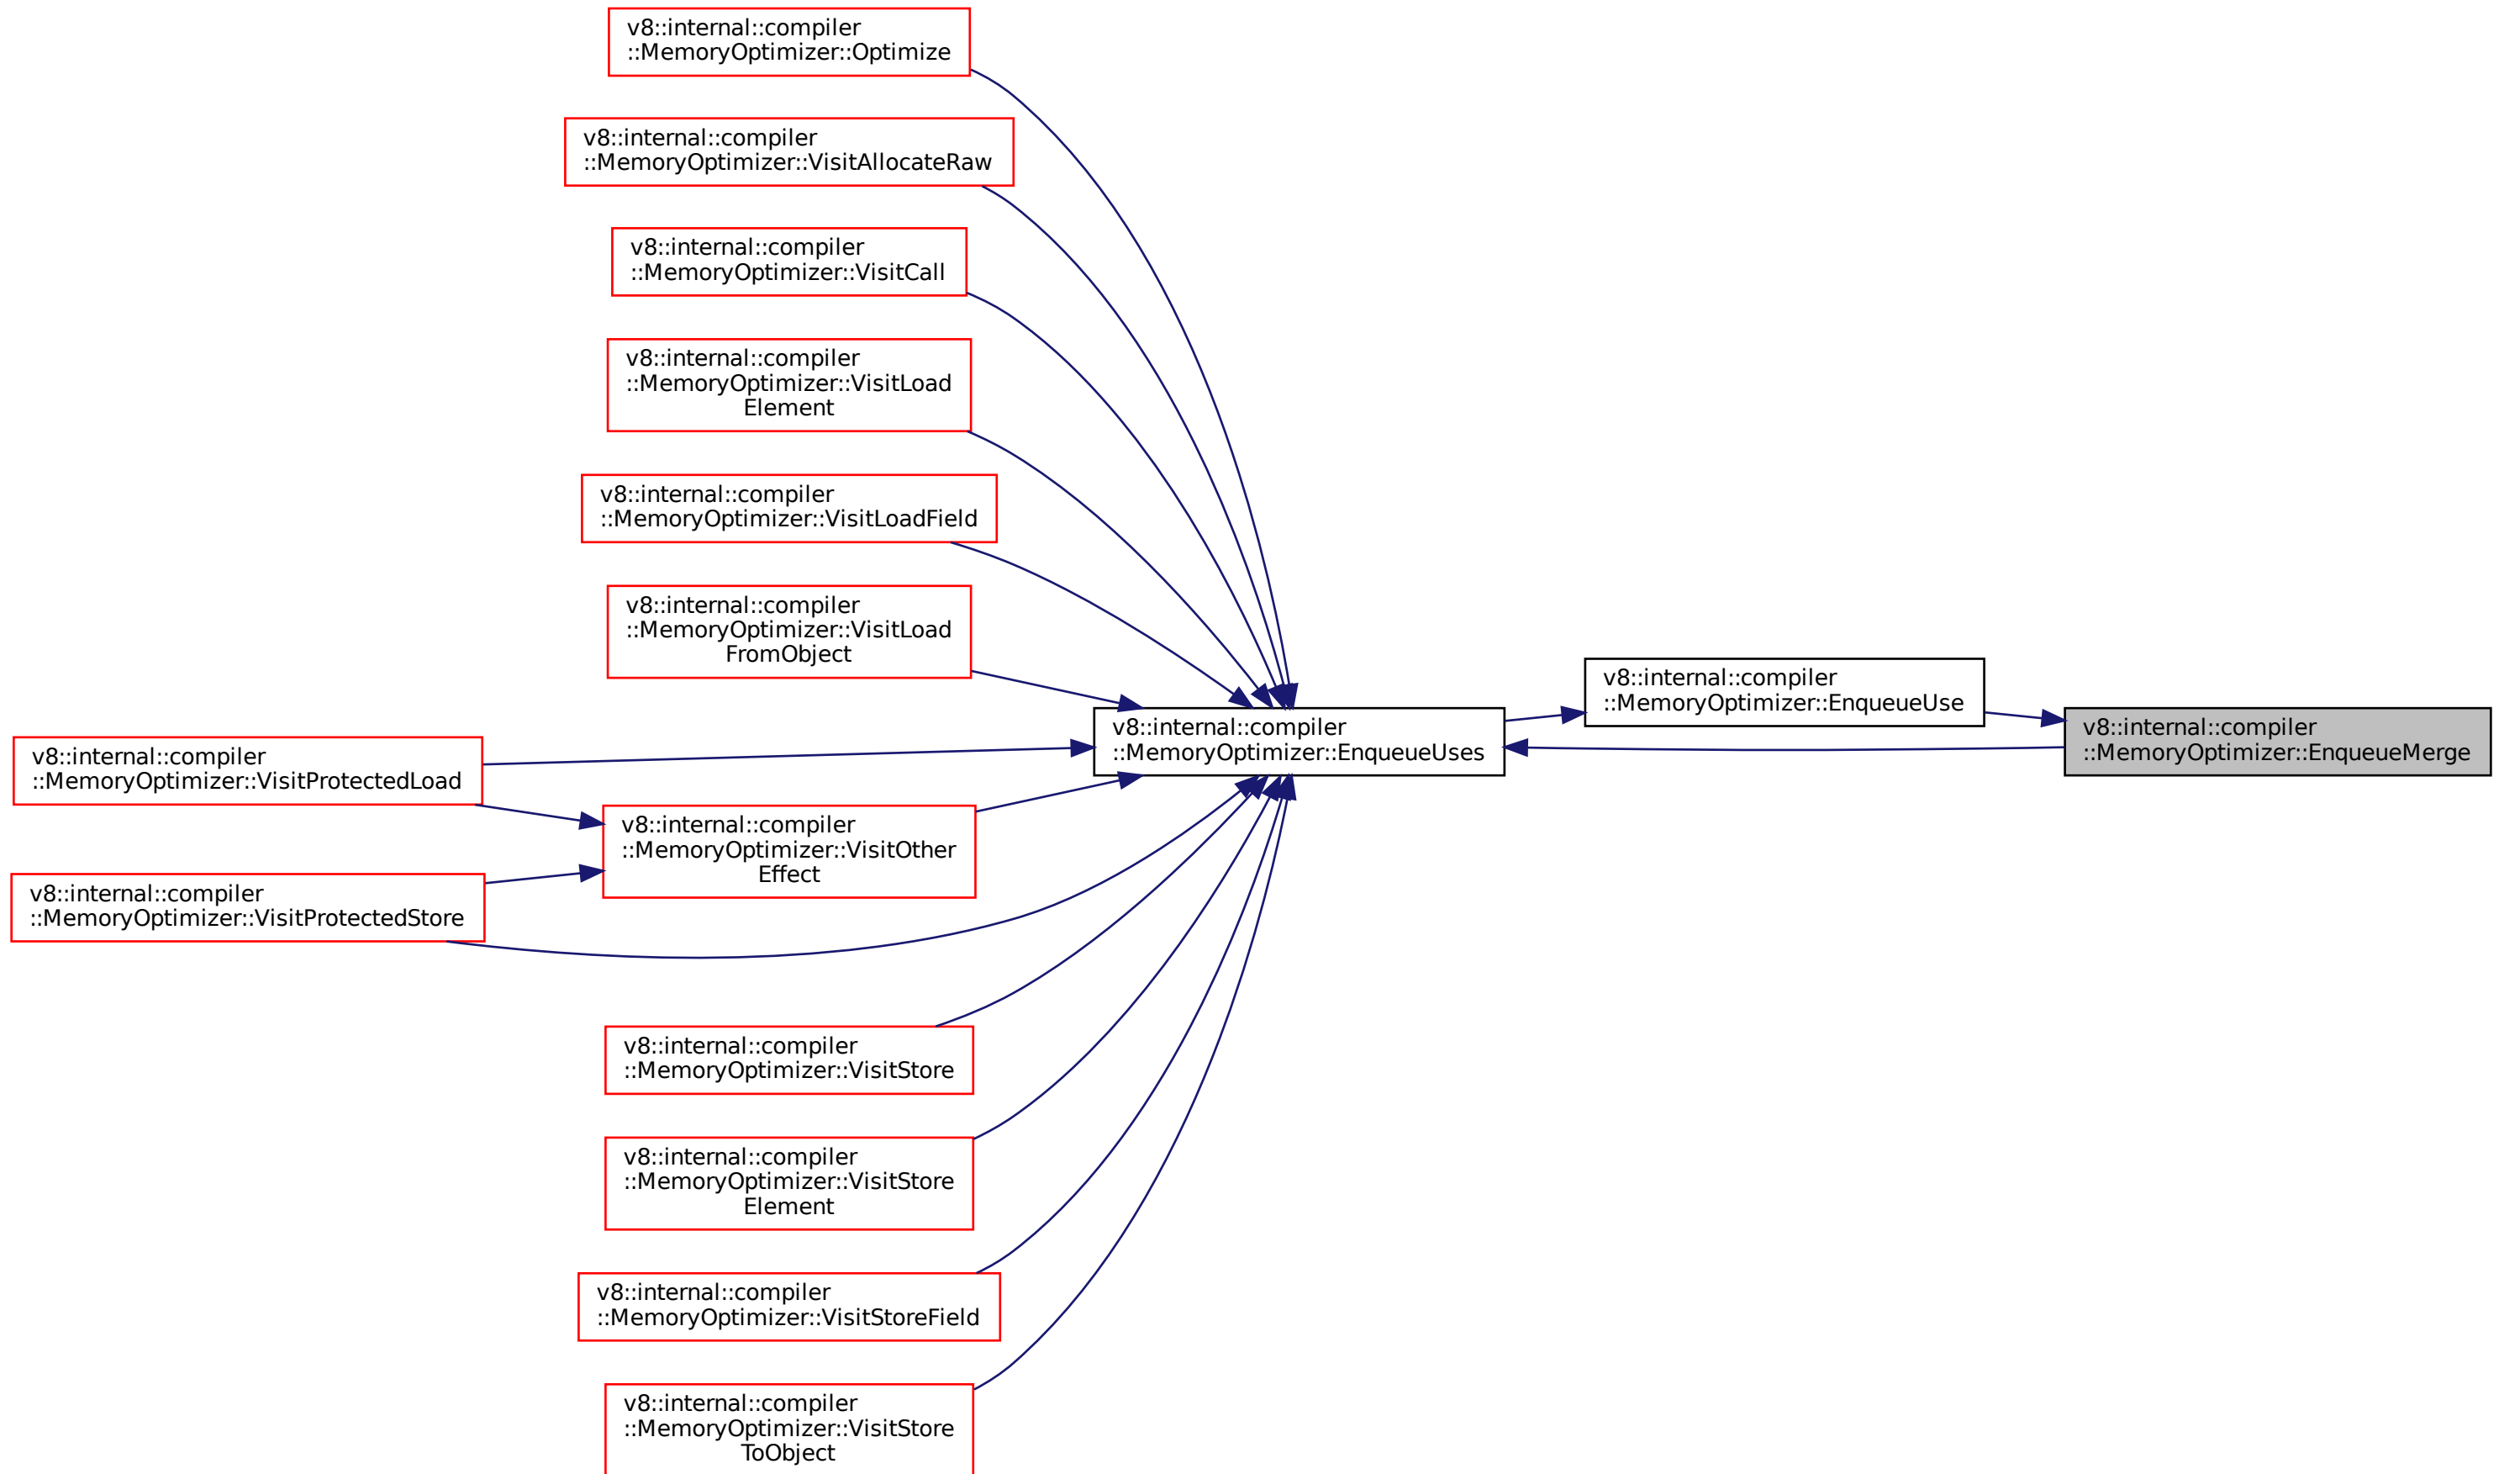 v8::internal::compiler
::MemoryOptimizer::Optimize
v8::internal::compiler
::MemoryOptimizer::VisitAllocateRaw
v8::internal::compiler
::MemoryOptimizer::VisitCall
v8::internal::compiler
::MemoryOptimizer::VisitLoad
Element
v8::internal::compiler
::MemoryOptimizer::VisitLoadField
v8::internal::compiler
::MemoryOptimizer::VisitLoad
FromObject
v8::internal::compiler
::MemoryOptimizer::EnqueueUse
v8::internal::compiler
::MemoryOptimizer::EnqueueUses
v8::internal::compiler
::MemoryOptimizer::EnqueueMerge
v8::internal::compiler
::MemoryOptimizer::VisitProtectedLoad
v8::internal::compiler
::MemoryOptimizer::VisitOther
Effect
v8::internal::compiler
::MemoryOptimizer::VisitProtectedStore
v8::internal::compiler
::MemoryOptimizer::VisitStore
v8::internal::compiler
::MemoryOptimizer::VisitStore
Element
v8::internal::compiler
::MemoryOptimizer::VisitStoreField
v8::internal::compiler
::MemoryOptimizer::VisitStore
ToObject